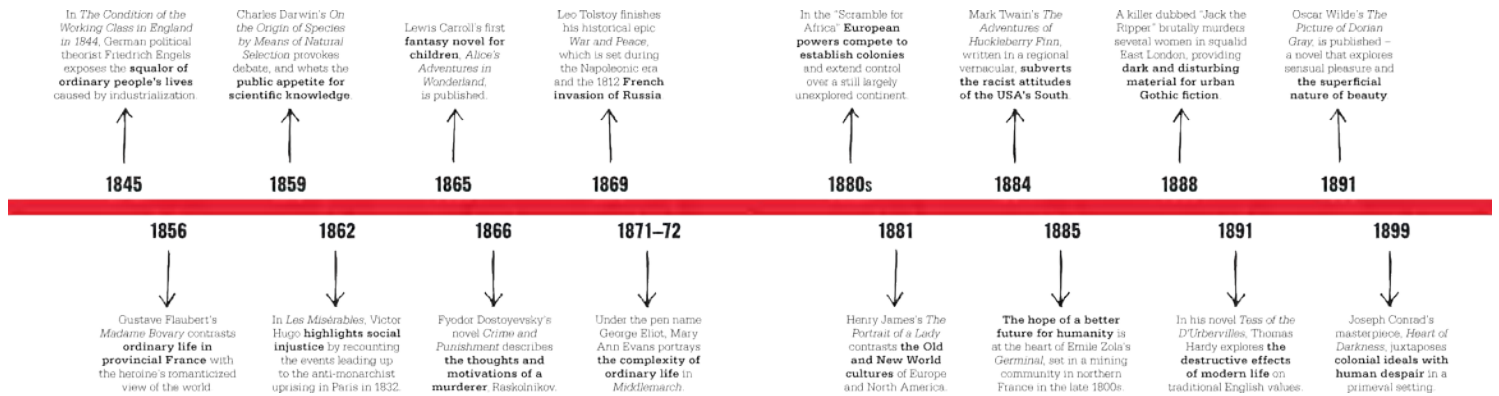 In The Condition of the
Working Class in England
in 1844, German political
theorist Friedrich Engels
exposes the squalor of
ordinary people's lives
caused by industrialization.
1845
Charles Darwin's On
the Origin of Species
by Means of Natural
Selection provokes
debate, and whets the
public appetite for
scientific knowledge.
1859
Lewis Carroll's first
fantasy novel for
children, Alice's
Adventures in
Wonderland,
is published.
1865
Leo Tolstoy finishes
his historical epic
War and Peace,
which is set during
the Napoleonic era
and the 1812 French
invasion of Russia.
1869
In the "Scramble for
Africa" European
powers compete to
establish colonies
and extend control
over a still largely
unexplored continent.
1880s
Mark Twain's The
Adventures of
Huckleberry Finn,
written in a regional
vernacular, subverts
the racist attitudes
of the USA's South.
1884
A killer dubbed "Jack the
Ripper" brutally murders
several women in squalid
East London, providing
dark and disturbing
material for urban
Gothic fiction.
1888
Oscar Wilde's The
Picture of Dorian
Gray, is published –
a novel that explores
sensual pleasure and
the superficial
nature of beauty.
1891
1856
Gustave Flaubert's
Madame Bovary contrasts
ordinary life in
provincial France with
the heroine's romanticized
view of the world.
1862
In Les Misérables, Victor
Hugo highlights social
injustice by recounting
the events leading up
to the anti-monarchist
uprising in Paris in 1832.
1866
Fyodor Dostoyevsky's
novel Crime and
Punishment describes
the thoughts and
motivations of a
murderer, Raskolnikov.
1871–72
Under the pen name
George Eliot, Mary
Ann Evans portrays
the complexity of
ordinary life in
Middlemarch.
1881
Henry James's The
Portrait of a Lady
contrasts the Old
and New World
cultures of Europe
and North America.
1885
The hope of a better
future for humanity is
at the heart of Emile Zola's
Germinal, set in a mining
community in northern
France in the late 1800s.
1891
In his novel Tess of the
D'Urbervilles, Thomas
Hardy explores the
destructive effects
of modern life on
traditional English values.
1899
Joseph Conrad's
masterpiece, Heart of
Darkness, juxtaposes
colonial ideals with
human despair in a
primeval setting.